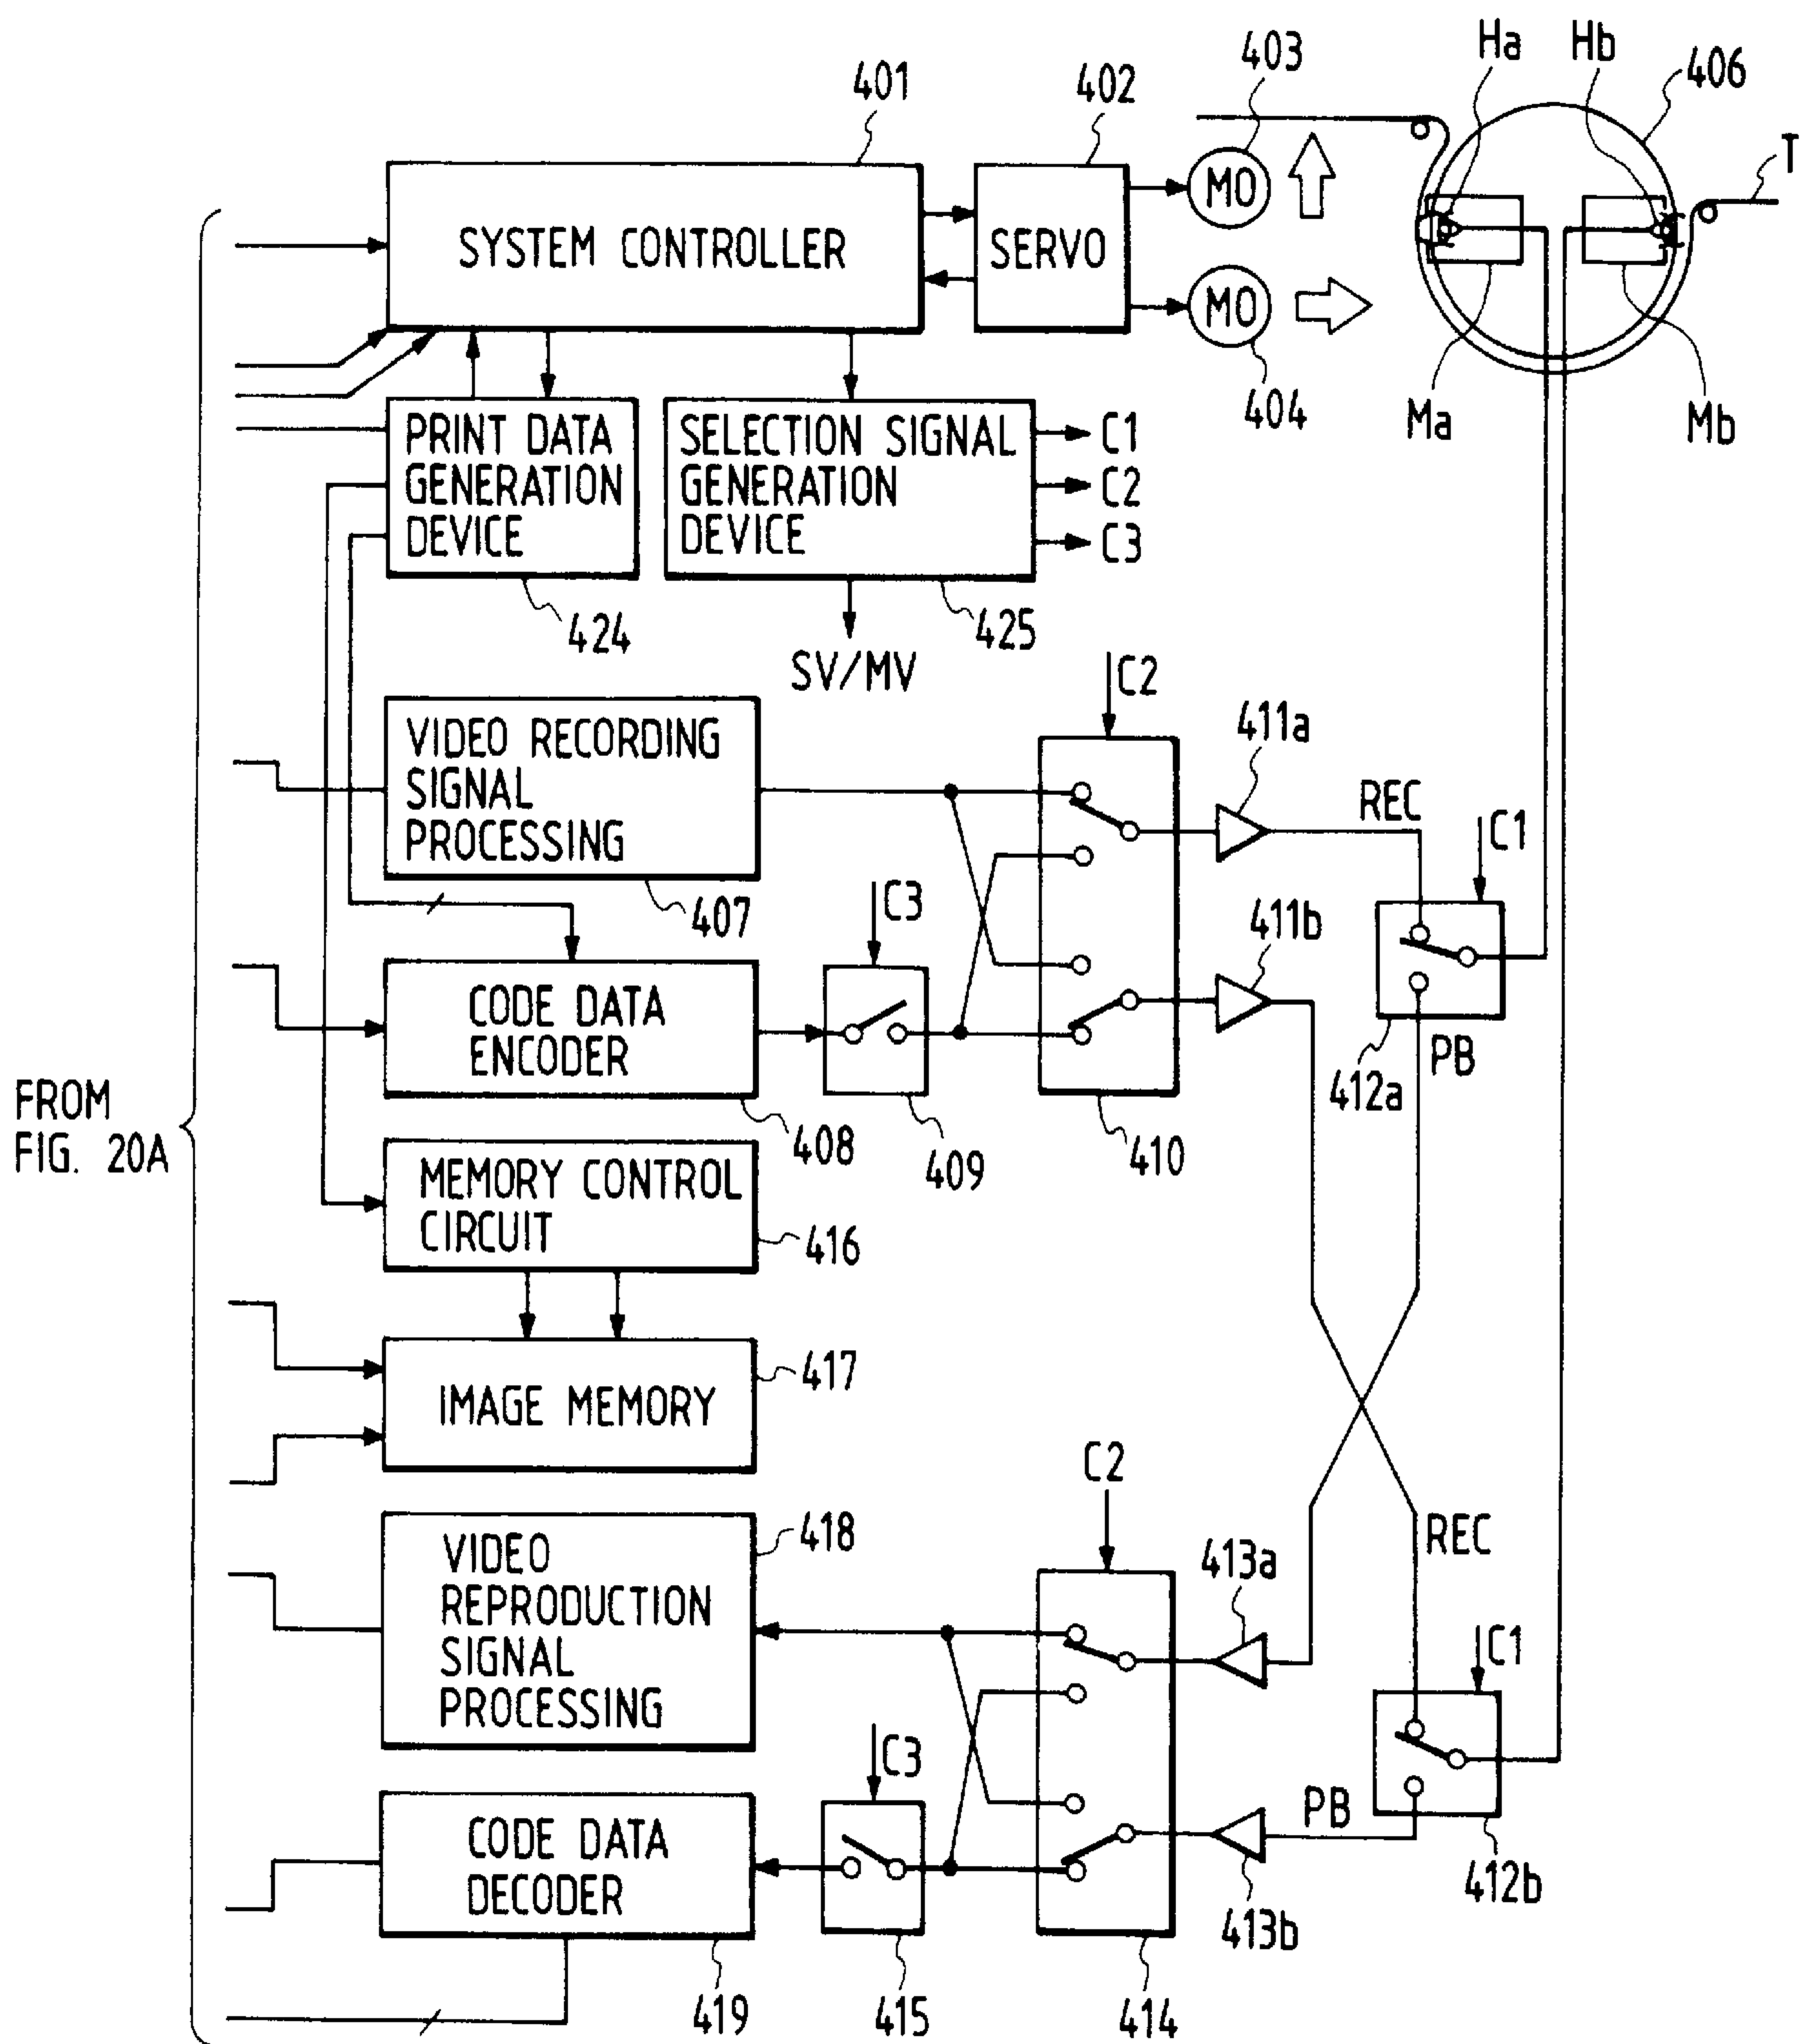 Ha
Hb
403
406
401
402
T
SYSTEM CONTROLLER
SERVO
MO
MO
404
Ma
Mb
PRINT DATA
GENERATION
DEVICE
SELECTION SIGNAL
GENERATION
DEVICE
C1
C2
C3
424
425
SV/MV
C2
411a
VIDEO RECORDING
SIGNAL
PROCESSING
REC
C1
407
C3
411b
CODE DATA
ENCODER
PB
412a
FROM
FIG. 20A
408
409
410
MEMORY CONTROL
CIRCUIT
416
417
IMAGE MEMORY
C2
418
REC
VIDEO
REPRODUCTION
SIGNAL
PROCESSING
413a
C1
C3
PB
CODE DATA
DECODER
412b
413b
419
415
414